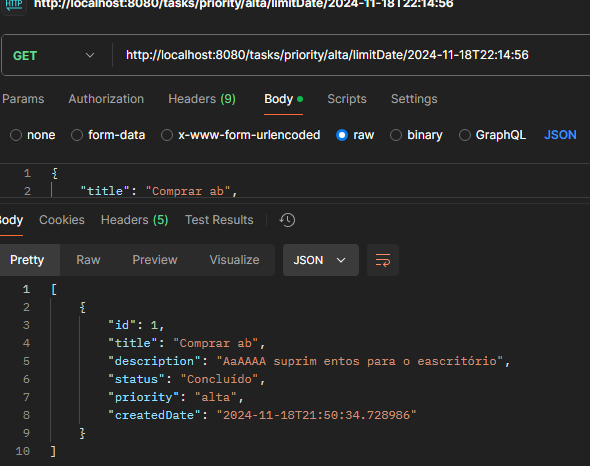 HTTP http://localhost:8080/tasks/priority/alta/limitDate/2024-11-18T22:14:56
GET http://localhost:8080/tasks/priority/alta/limitDate/2024-11-18T22:14:56
Params Authorization Headers (9) Body Scripts Settings
none form-data x-www-form-urlencoded raw binary GraphQL JSON
1 {
2 "title": "Comprar ab",
Body Cookies Headers (5) Test Results
Pretty Raw Preview Visualize JSON
1 [
2 {
3 "id": 1,
4 "title": "Comprar ab",
5 "description": "AaAAAA suprim entos para o eascritório",
6 "status": "Concluído",
7 "priority": "alta",
8 "createdDate": "2024-11-18T21:50:34.728986"
9 }
10 ]